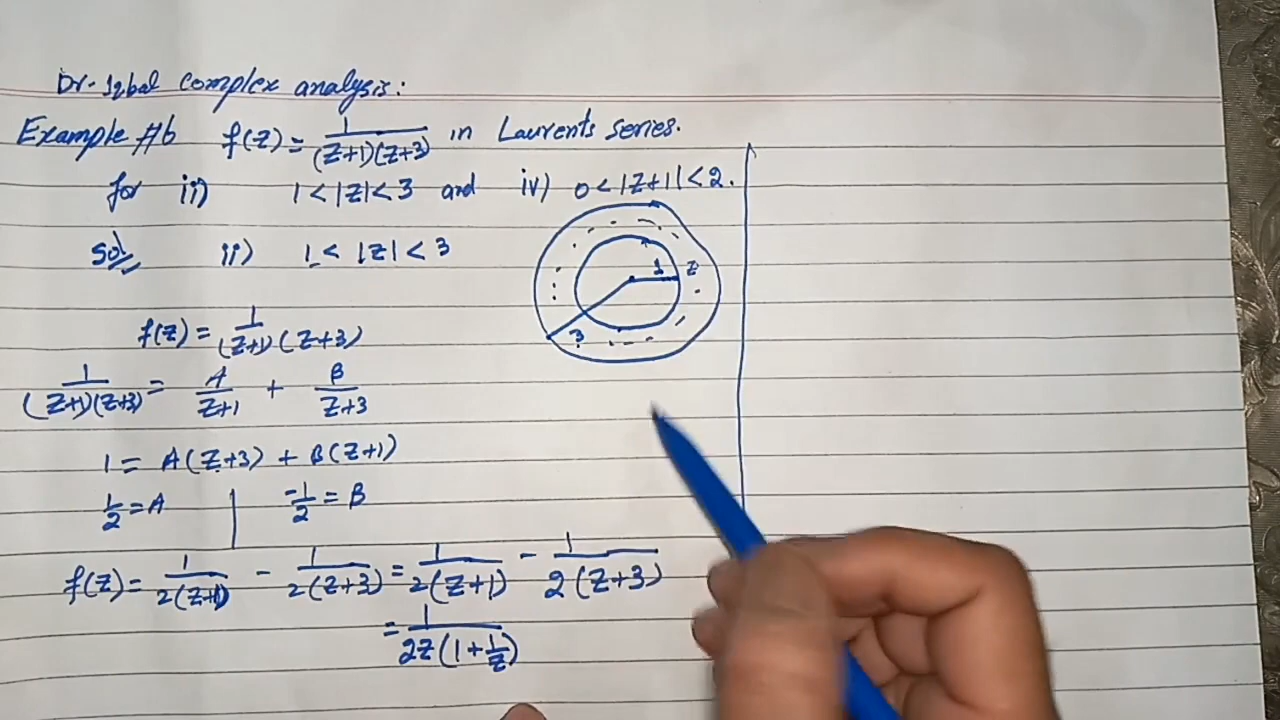 Dr. Iqbal complex analysis:
Example #6 f(z) = 1/((z+1)(z+3)) in Laurents series.
for ii) 1 < |z| < 3 and iv) 0 < |z+1| < 2.
Sol. ii) 1 < |z| < 3
1 z
3
f(z) = 1/((z+1)(z+3))
1/((z+1)(z+3)) = A/(z+1) + B/(z+3)
1 = A(z+3) + B(z+1)
1/2 = A | -1/2 = B
f(z) = 1/(2(z+1)) - 1/(2(z+3)) = 1/(2(z+1)) - 1/(2(z+3))
= 1/(2z(1+1/z))